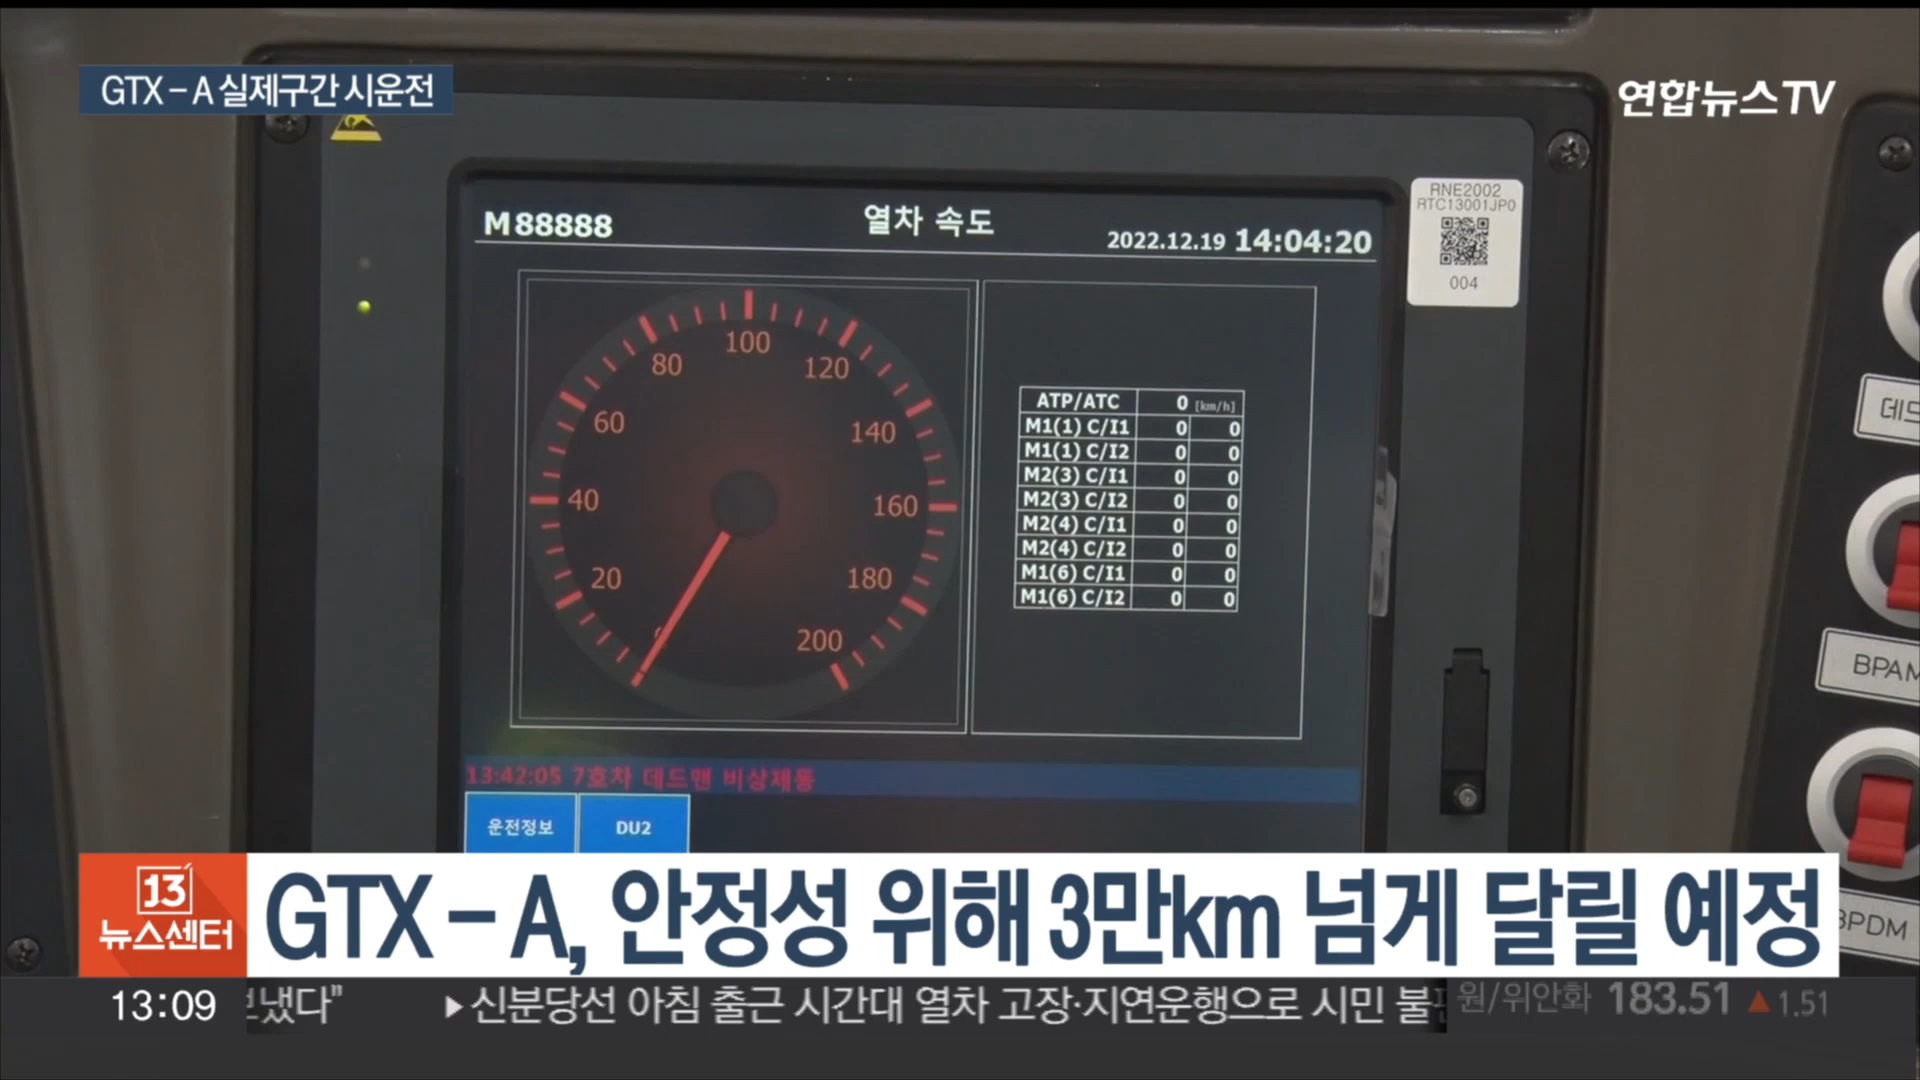 GTX-A 실제구간 시운전
연합뉴스TV
RNE2002
RTC13001JP0
004
M88888
열차 속도
2022.12.19 14:04:20
0
20
40
60
80
100
120
140
160
180
200
ATP/ATC 0 [km/h]
M1(1) C/I1 0 0
M1(1) C/I2 0 0
M2(3) C/I1 0 0
M2(3) C/I2 0 0
M2(4) C/I1 0 0
M2(4) C/I2 0 0
M1(6) C/I1 0 0
M1(6) C/I2 0 0
13:42:05 7호차 데드맨 비상제동
운전정보
DU2
BPAM
BPDM
13
뉴스센터
GTX-A, 안정성 위해 3만km 넘게 달릴 예정
13:09
냈다”
▶신분당선 아침 출근 시간대 열차 고장·지연운행으로 시민 불
원/위안화 183.51 ▲1.51